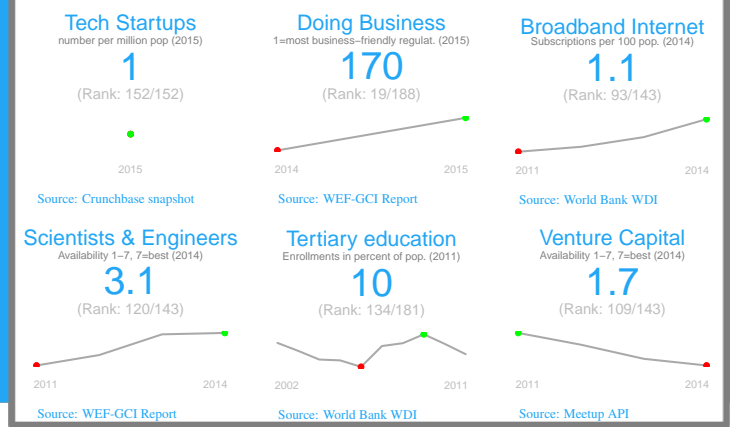 Tech Startups
number per million pop (2015)
1
(Rank: 152/152)
2015
Source: Crunchbase snapshot
Doing Business
1=most business−friendly regulat. (2015)
170
(Rank: 19/188)
2014 2015
Source: WEF-GCI Report
Broadband Internet
Subscriptions per 100 pop. (2014)
1.1
(Rank: 93/143)
2011 2014
Source: World Bank WDI
Scientists & Engineers
Availability 1−7, 7=best (2014)
3.1
(Rank: 120/143)
2011 2014
Source: WEF-GCI Report
Tertiary education
Enrollments in percent of pop. (2011)
10
(Rank: 134/181)
2002 2011
Source: World Bank WDI
Venture Capital
Availability 1−7, 7=best (2014)
1.7
(Rank: 109/143)
2011 2014
Source: Meetup API